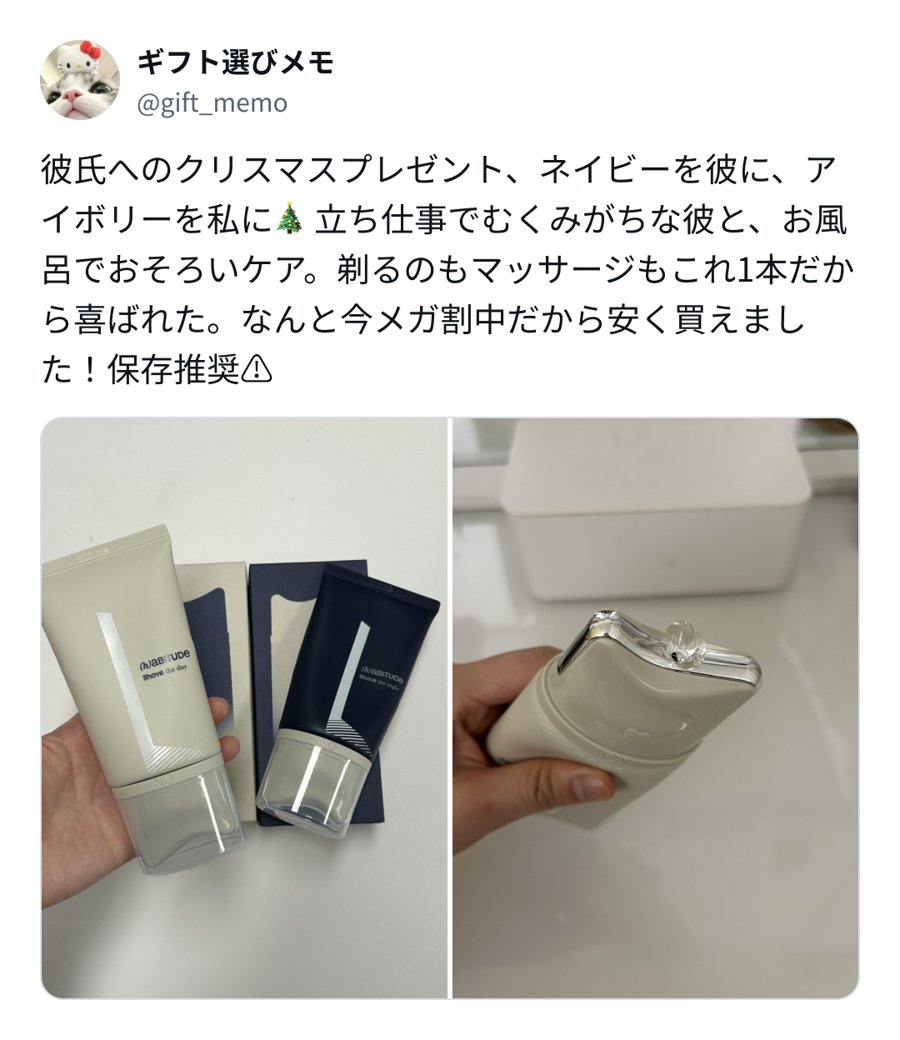 ギフト選びメモ
@gift_memo
彼氏へのクリスマスプレゼント、ネイビーを彼に、ア
イボリーを私に🎄 立ち仕事でむくみがちな彼と、お風
呂でおそろいケア。剃るのもマッサージもこれ1本だか
ら喜ばれた。なんと今メガ割中だから安く買えまし
た！保存推奨⚠
(h)ABITUDE
Shave the day
(h)ABITUDE
Shave the night
NO
NO